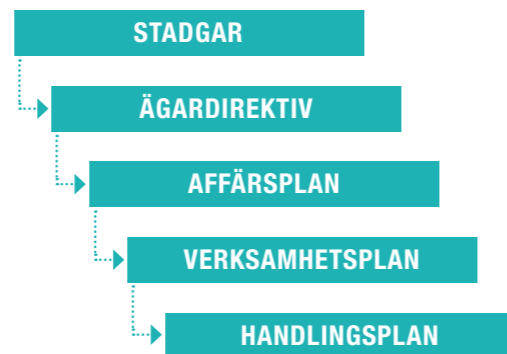 STADGAR
ÄGARDIREKTIV
AFFÄRSPLAN
VERKSAMHETSPLAN
HANDLINGSPLAN